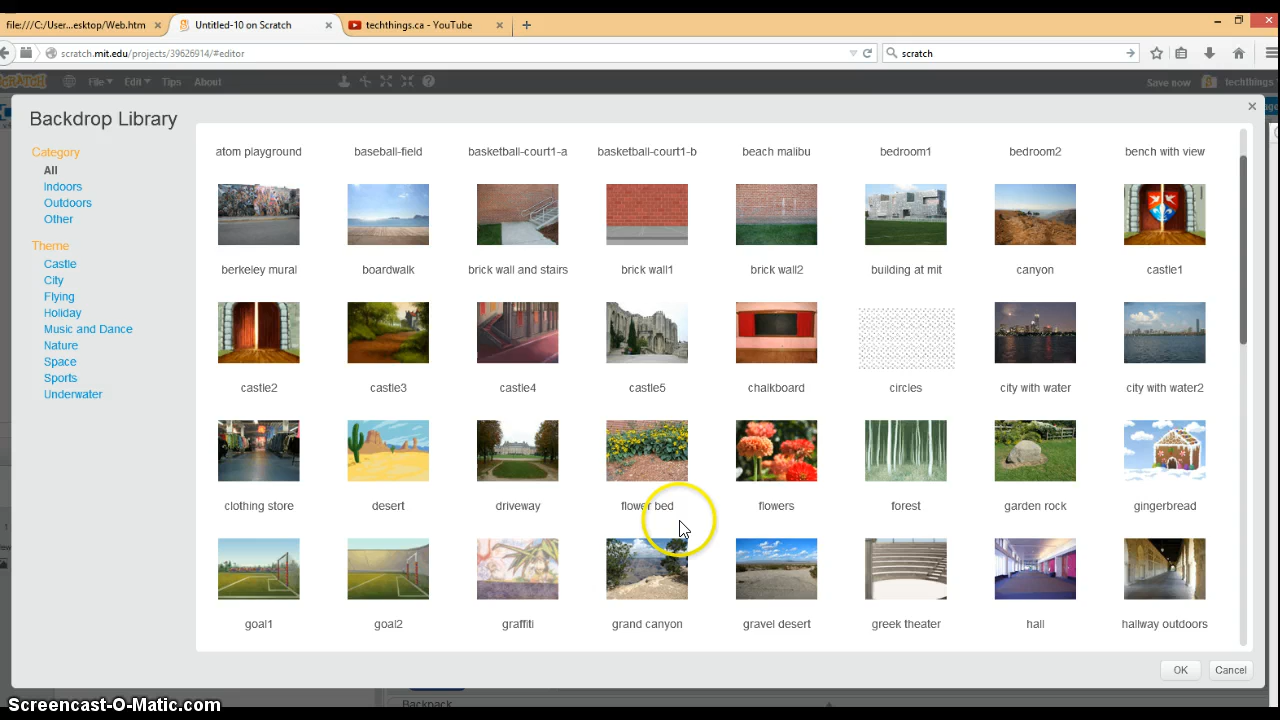 file:///C:/User...esktop/Web.htm × Untitled-10 on Scratch × techthings.ca - YouTube × +
scratch.mit.edu/projects/39626914/#editor scratch
SCRATCH File Edit Tips About Save now techthings
Backdrop Library ×
Category
All
Indoors
Outdoors
Other
Theme
Castle
City
Flying
Holiday
Music and Dance
Nature
Space
Sports
Underwater
atom playground baseball-field basketball-court1-a basketball-court1-b beach malibu bedroom1 bedroom2 bench with view
berkeley mural boardwalk brick wall and stairs brick wall1 brick wall2 building at mit canyon castle1
castle2 castle3 castle4 castle5 chalkboard circles city with water city with water2
clothing store desert driveway flower bed flowers forest garden rock gingerbread
goal1 goal2 graffiti grand canyon gravel desert greek theater hall hallway outdoors
OK Cancel
Backpack
Screencast-O-Matic.com